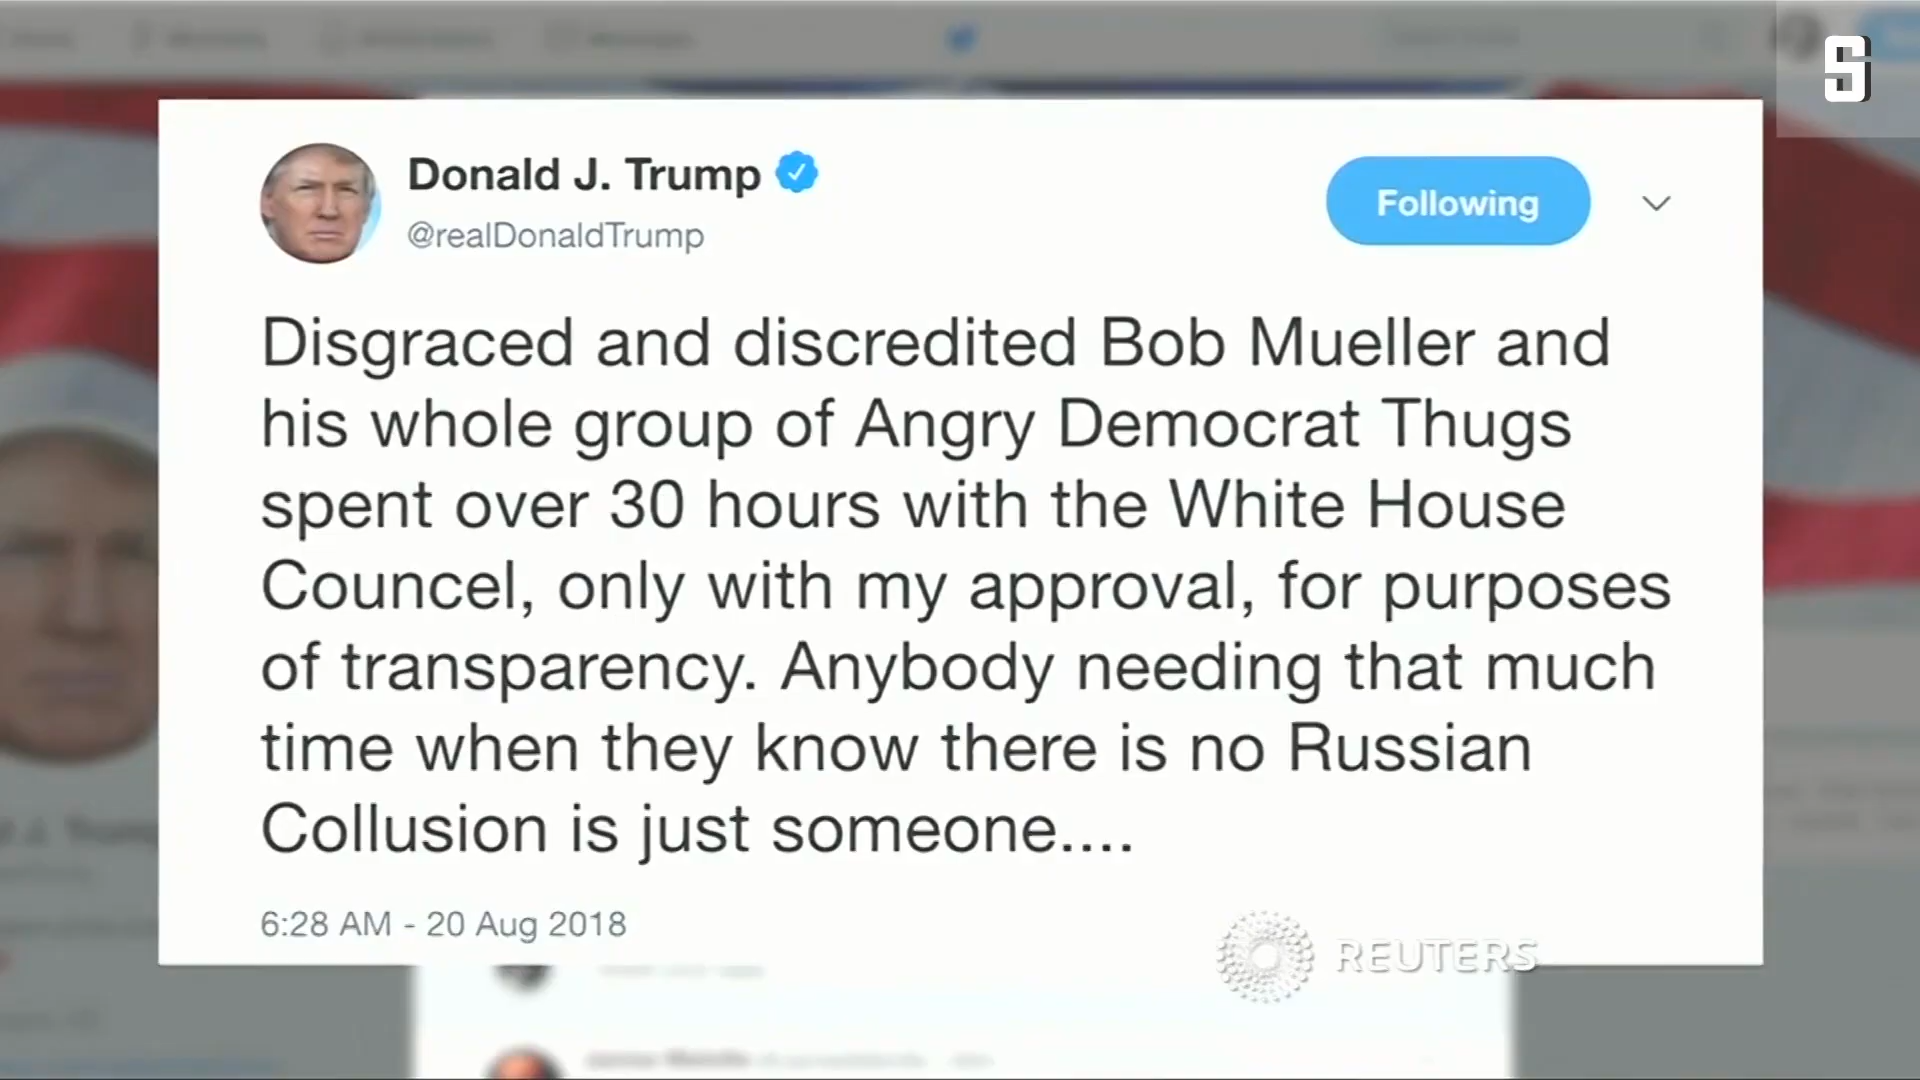 S
Donald J. Trump
@realDonaldTrump
Following
Disgraced and discredited Bob Mueller and
his whole group of Angry Democrat Thugs
spent over 30 hours with the White House
Councel, only with my approval, for purposes
of transparency. Anybody needing that much
time when they know there is no Russian
Collusion is just someone....
6:28 AM - 20 Aug 2018
REUTERS